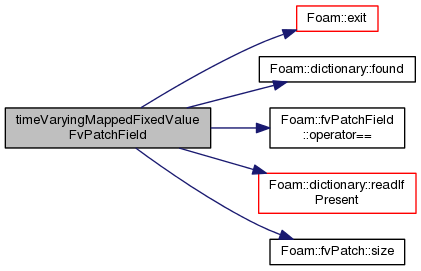 timeVaryingMappedFixedValue
FvPatchField
Foam::exit
Foam::dictionary::found
Foam::fvPatchField
::operator==
Foam::dictionary::readIf
Present
Foam::fvPatch::size